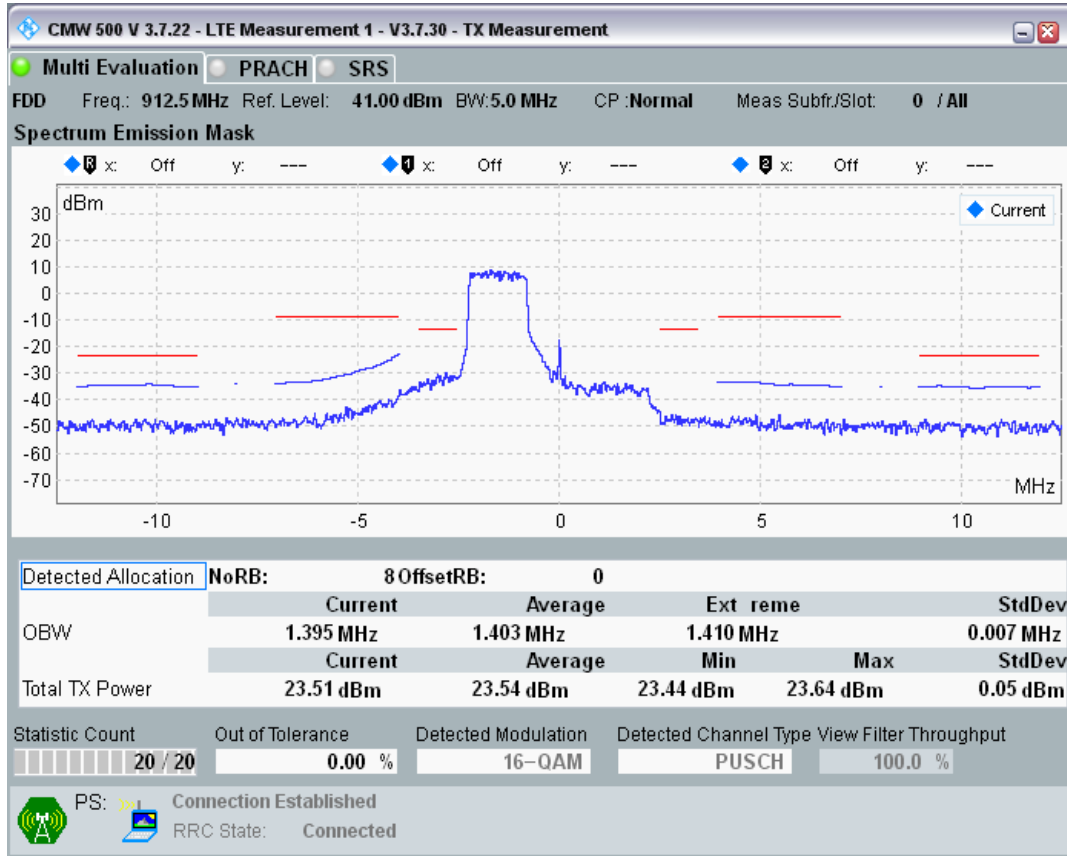 CMW 500 V 3.7.22 - LTE Measurement 1 - V3.7.30 - TX Measurement
Multi Evaluation PRACH SRS
FDD Freq.: 912.5 MHz Ref. Level: 41.00 dBm BW:5.0 MHz CP :Normal Meas Subfr./Slot: 0 / All
Spectrum Emission Mask
R x: Off y: --- 1 x: Off y: --- 2 x: Off y: ---
dBm
Current
30
20
10
0
-10
-20
-30
-40
-50
-60
-70
MHz
-10 -5 0 5 10
Detected Allocation NoRB: 8 OffsetRB: 0
Current Average Ext reme StdDev
OBW 1.395 MHz 1.403 MHz 1.410 MHz 0.007 MHz
Current Average Min Max StdDev
Total TX Power 23.51 dBm 23.54 dBm 23.44 dBm 23.64 dBm 0.05 dBm
Statistic Count Out of Tolerance Detected Modulation Detected Channel Type View Filter Throughput
20 / 20 0.00 % 16-QAM PUSCH 100.0 %
PS: Connection Established
RRC State: Connected